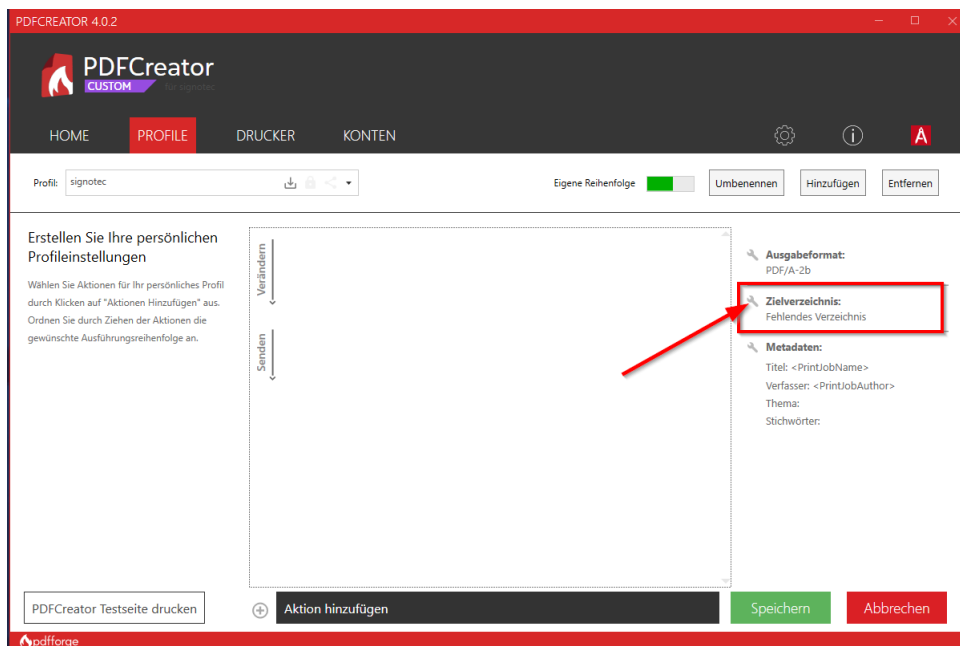 PDFCREATOR 4.0.2
PDFCreator
CUSTOM für signotec
HOME PROFILE DRUCKER KONTEN
Profil: signotec
Eigene Reihenfolge
Umbenennen Hinzufügen Entfernen
Erstellen Sie Ihre persönlichen
Profileinstellungen
Wählen Sie Aktionen für Ihr persönliches Profil
durch Klicken auf "Aktionen Hinzufügen" aus.
Ordnen Sie durch Ziehen der Aktionen die
gewünschte Ausführungsreihenfolge an.
Verändern
Senden
Ausgabeformat:
PDF/A-2b
Zielverzeichnis:
Fehlendes Verzeichnis
Metadaten:
Titel: <PrintJobName>
Verfasser: <PrintJobAuthor>
Thema:
Stichwörter:
PDFCreator Testseite drucken
Aktion hinzufügen
Speichern Abbrechen
pdfforge